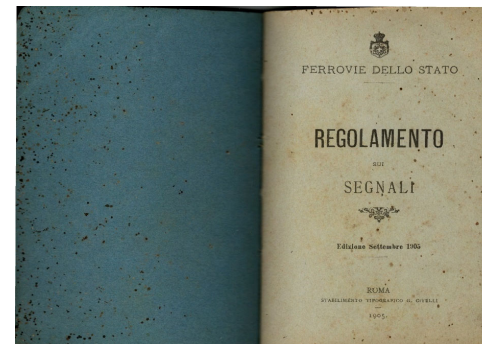 FERROVIE DELLO STATO
REGOLAMENTO
SUI
SEGNALI
Edizione Settembre 1905
ROMA
STABILIMENTO TIPOGRAFICO G. CIVELLI
1905.